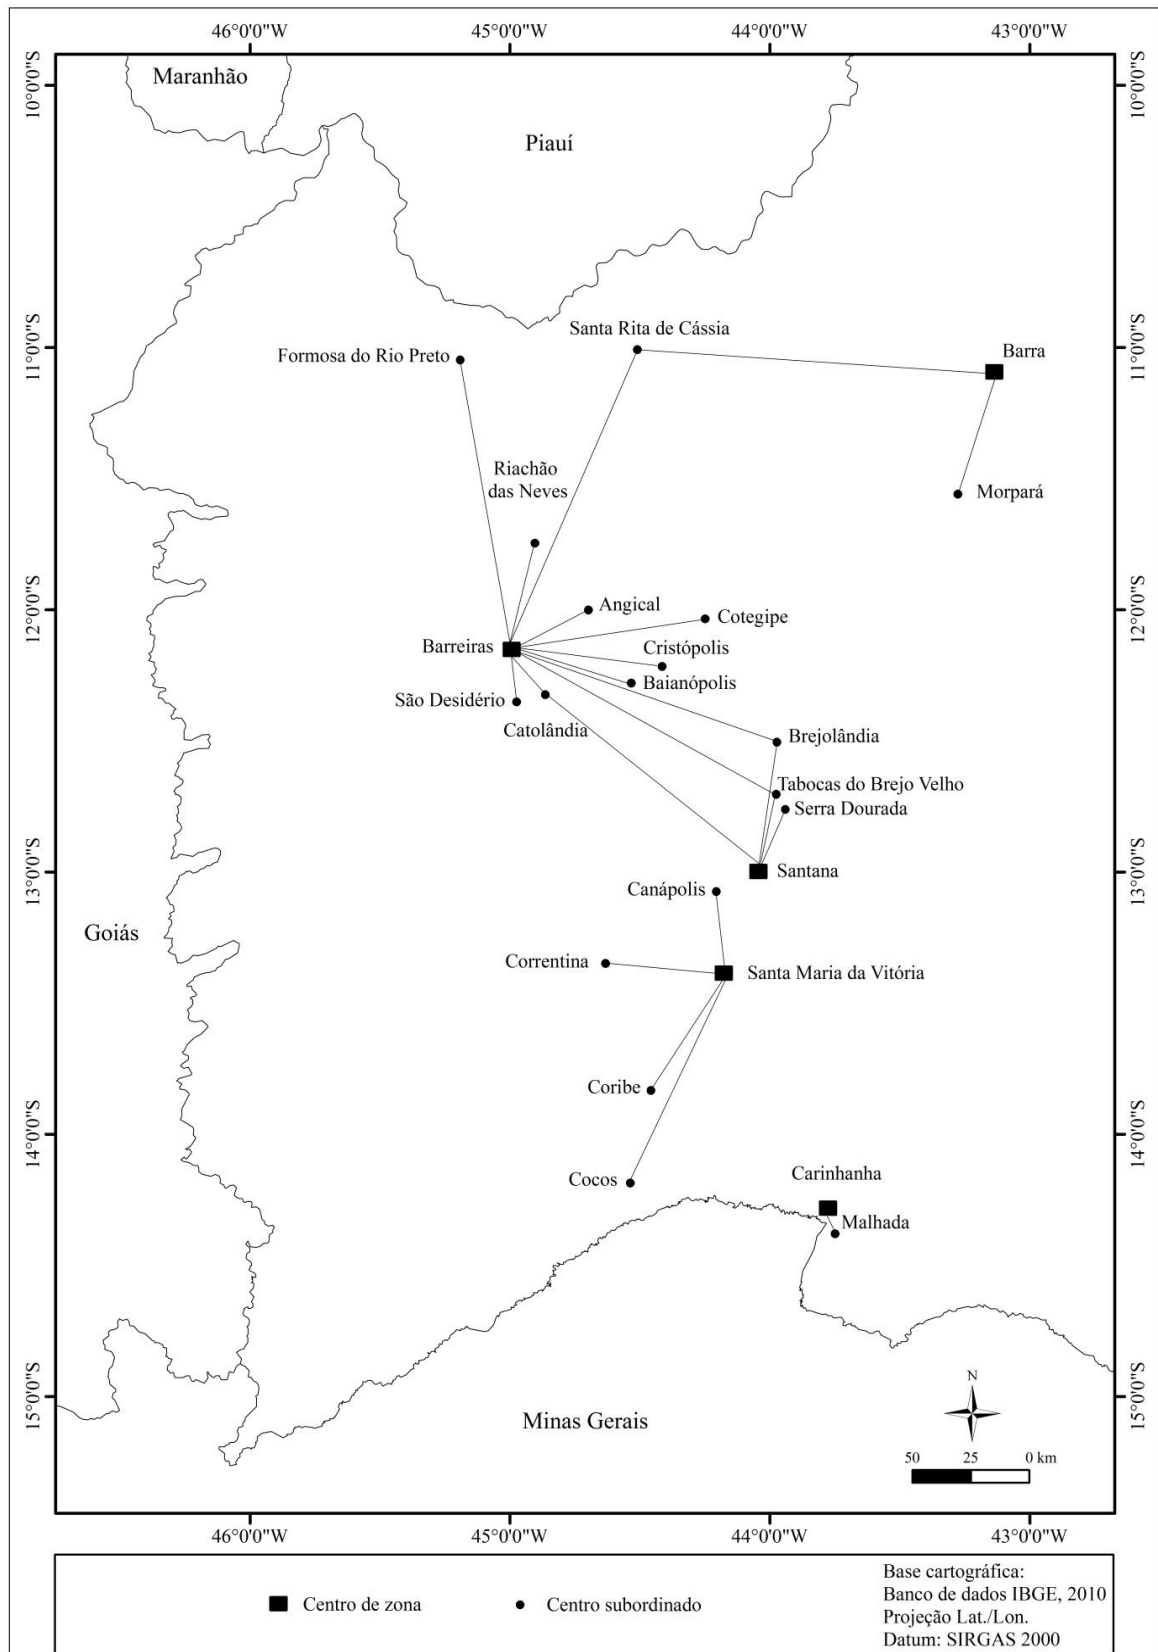 46°0'0"W 45°0'0"W 44°0'0"W 43°0'0"W
10°0'0"S
10°0'0"S
Maranhão
Piauí
Santa Rita de Cássia
11°0'0"S
11°0'0"S
Formosa do Rio Preto
Barra
Riachão
das Neves
Morpará
12°0'0"S
12°0'0"S
Angical
Cotegipe
Barreiras
Cristópolis
Baianópolis
São Desidério
Catolândia
Brejolândia
Tabocas do Brejo Velho
Serra Dourada
13°0'0"S
13°0'0"S
Santana
Canápolis
Goiás
Correntina
Santa Maria da Vitória
Coribe
14°0'0"S
14°0'0"S
Cocos
Carinhanha
Malhada
15°0'0"S
15°0'0"S
N
Minas Gerais
50 25 0 km
46°0'0"W 45°0'0"W 44°0'0"W 43°0'0"W
Centro de zona
Centro subordinado
Base cartográfica:
Banco de dados IBGE, 2010
Projeção Lat./Lon.
Datum: SIRGAS 2000